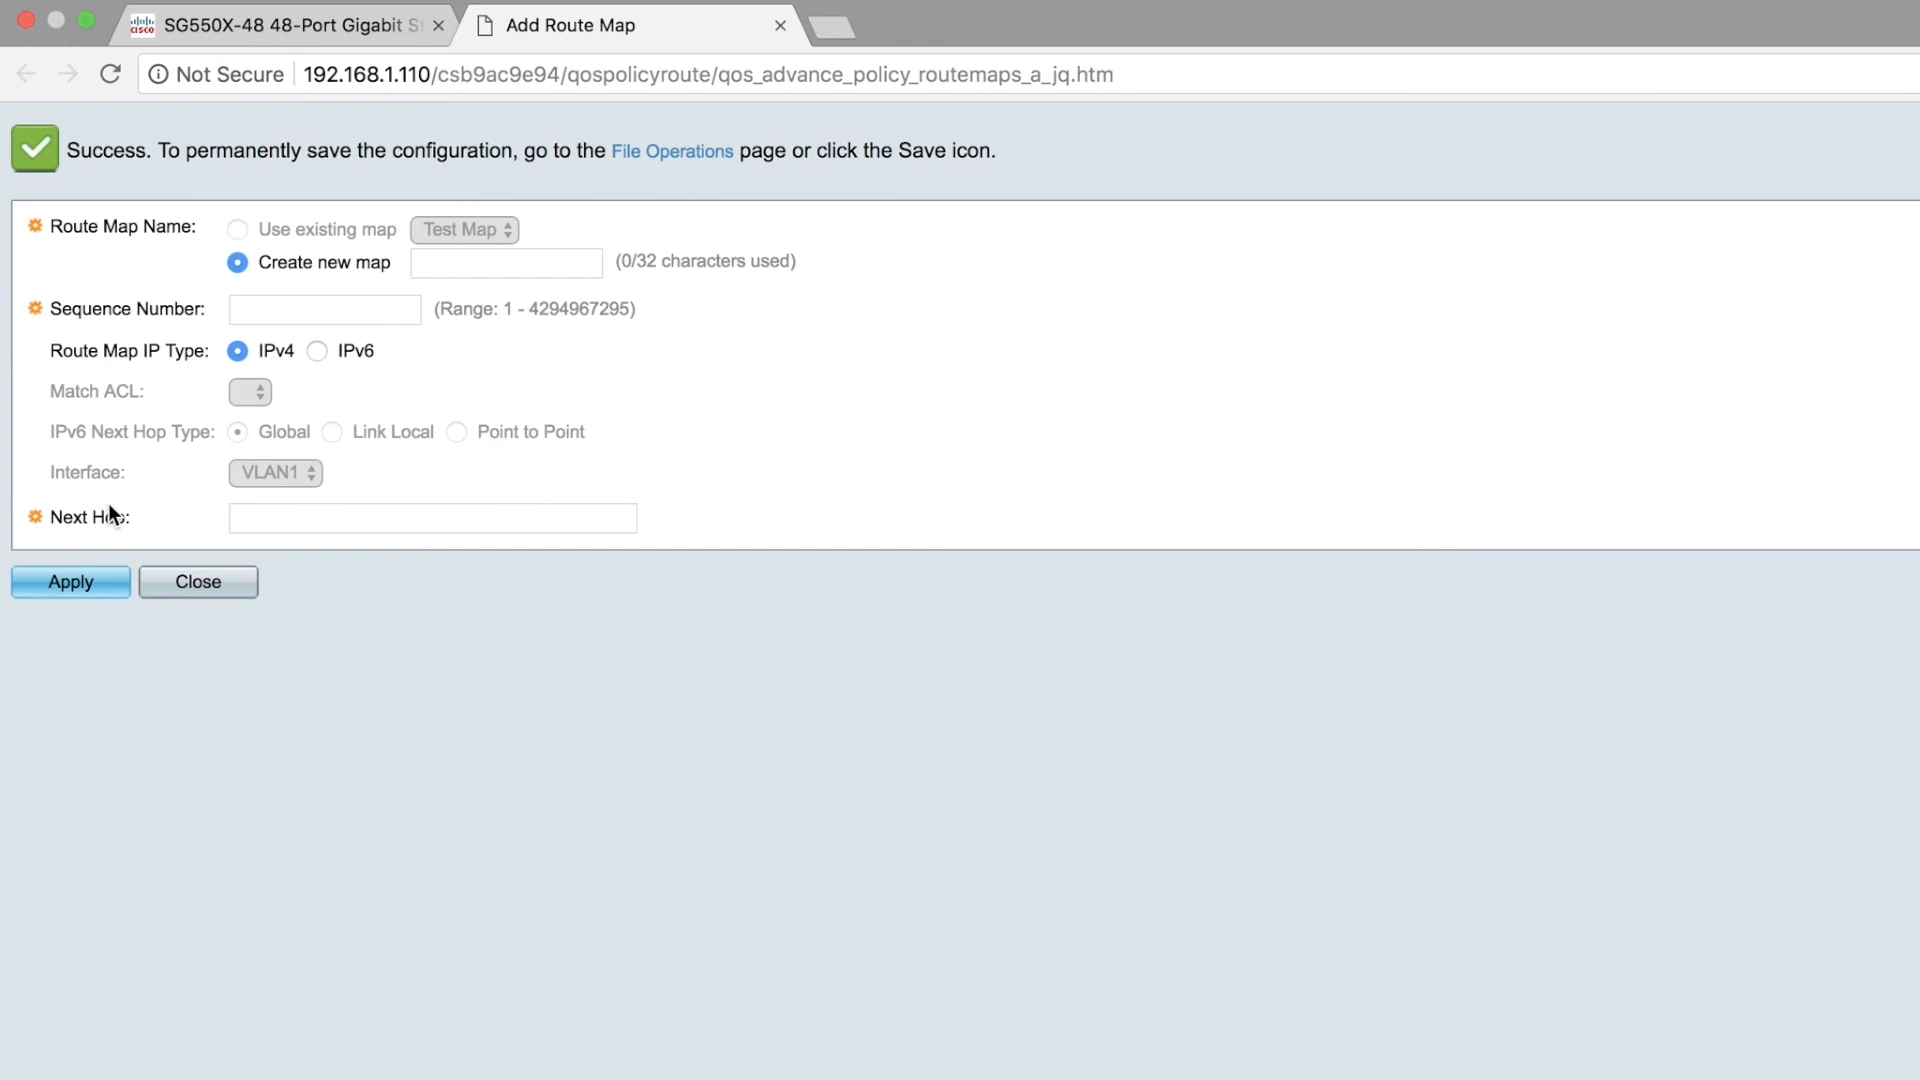 SG550X-48 48-Port Gigabit St
Add Route Map
Not Secure 192.168.1.110/csb9ac9e94/qospolicyroute/qos_advance_policy_routemaps_a_jq.htm
Success. To permanently save the configuration, go to the File Operations page or click the Save icon.
Route Map Name: Use existing map Test Map
Create new map (0/32 characters used)
Sequence Number: (Range: 1 - 4294967295)
Route Map IP Type: IPv4 IPv6
Match ACL:
IPv6 Next Hop Type: Global Link Local Point to Point
Interface: VLAN1
Next Hop:
Apply Close